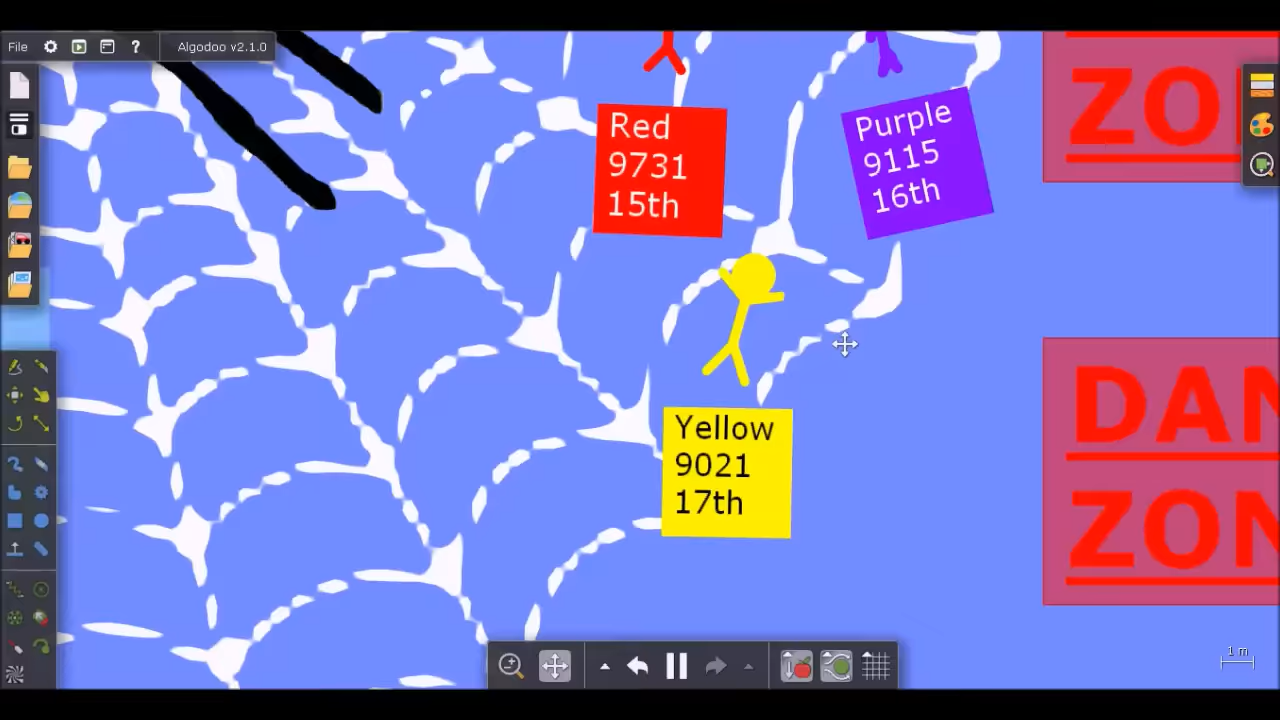 File
?
Algodoo v2.1.0
Red
9731
15th
Purple
9115
16th
ZO
Yellow
9021
17th
DAN
ZON
1 m